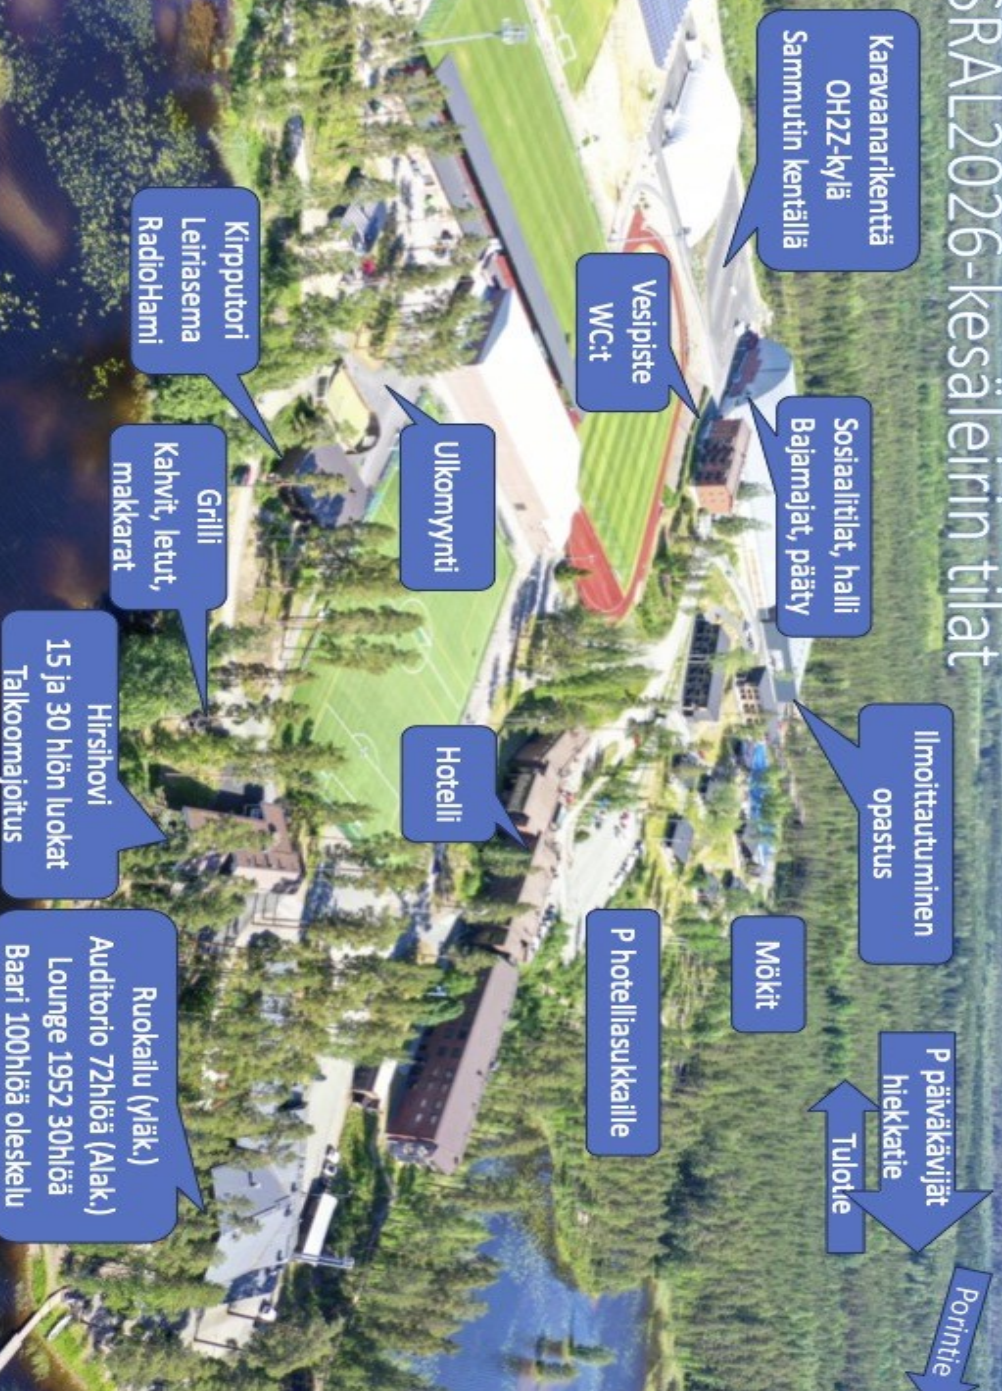 SRAL2026-kesäleirin tilat
Karavaanarikenttä
OH2Z-kylä
Sammutin kentällä
Sosiaalitilat, halli
Bajamajat, pääty
Ilmoittautuminen
opastus
P päiväkävijät
hiekkatie
Tulotie
Porintie
Vesipiste
WC:t
Mökit
P hotelliasukkaille
Ulkomyynti
Hotelli
Kirpputori
Leiriasema
RadioHami
Grilli
Kahvit, letut,
makkarat
Hirsihovi
15 ja 30 hlön luokat
Talkoomajoitus
Ruokailu (yläk.)
Auditorio 72hlöä (Alak.)
Lounge 1952 30hlöä
Baari 100hlöä oleskelu